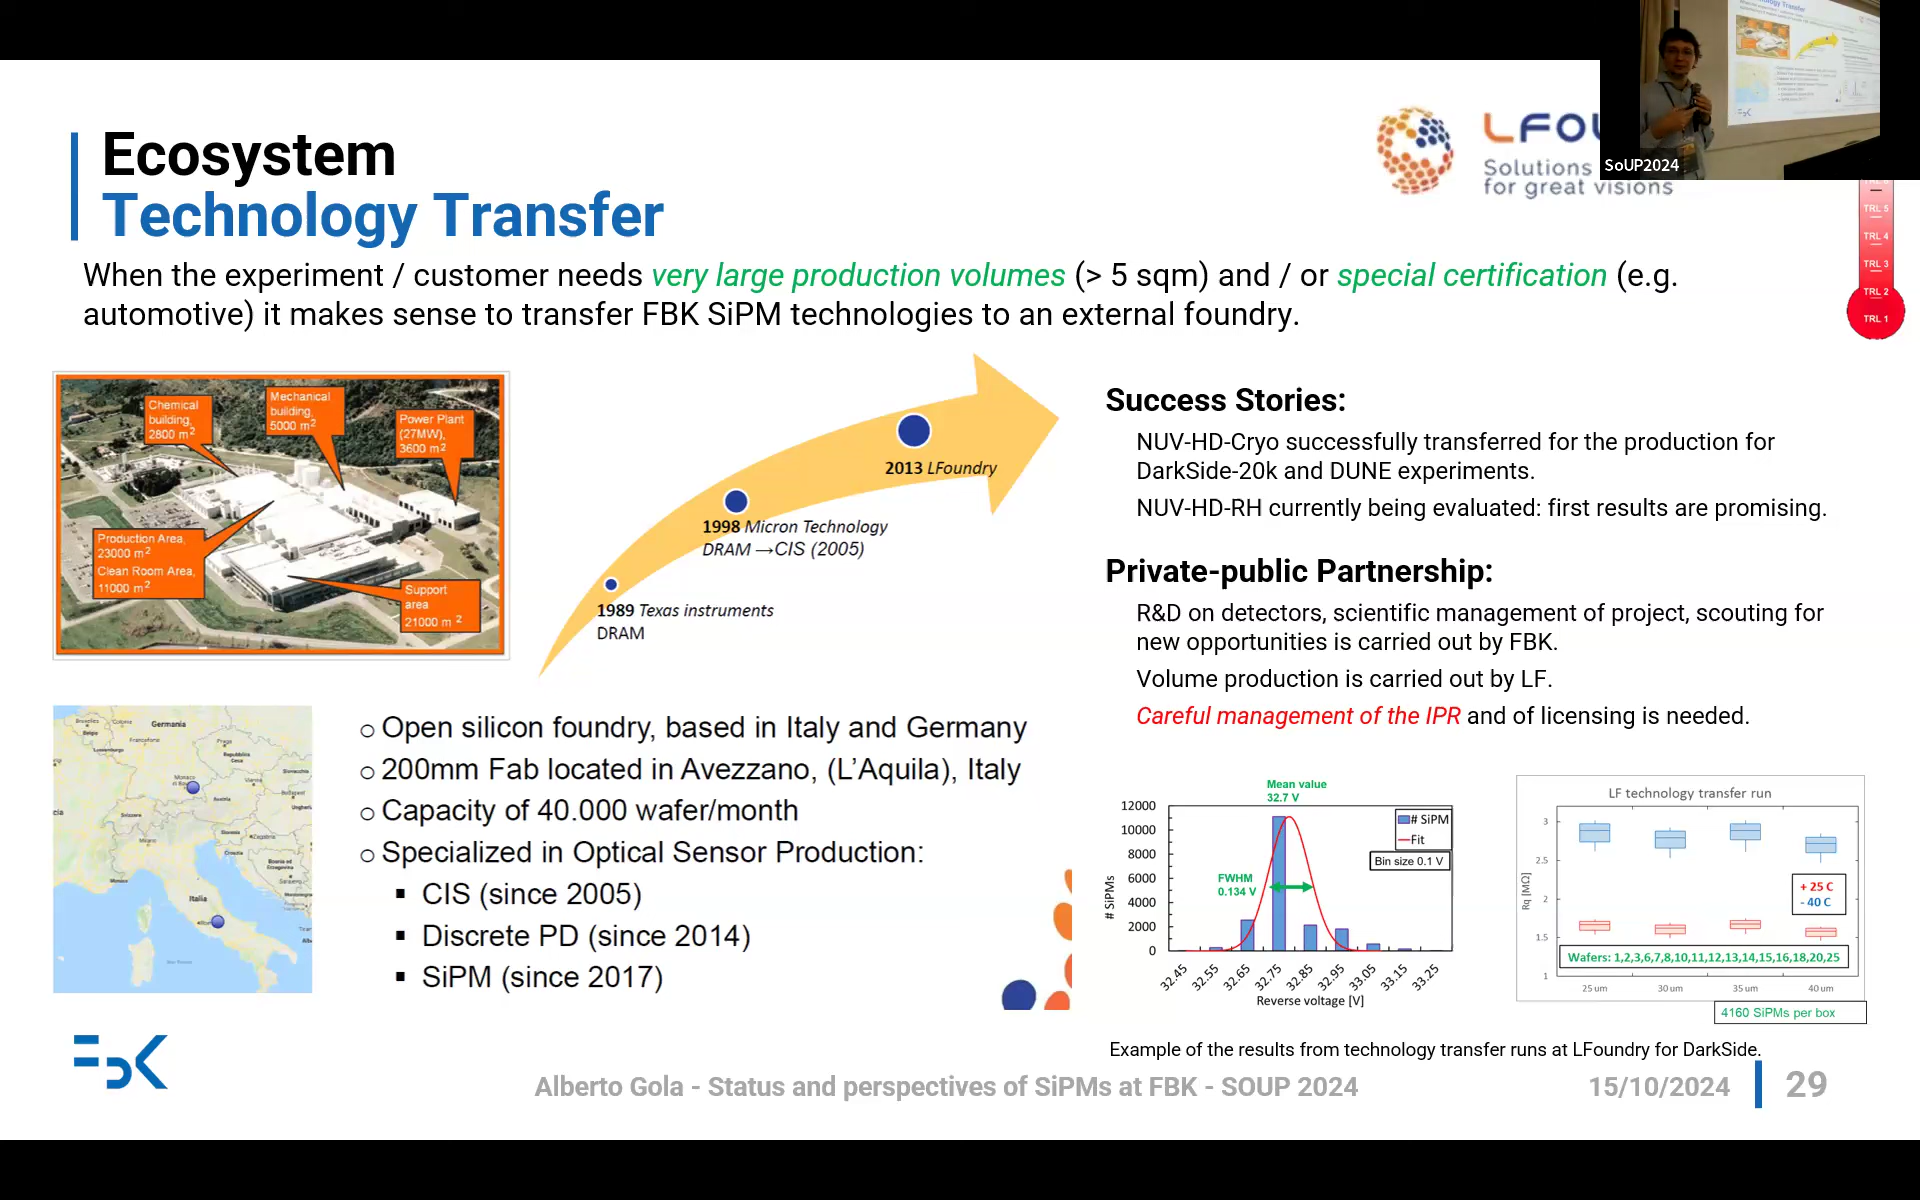 Ecosystem
Technology Transfer
LFOU
Solutions
for great visions
SoUP2024
When the experiment / customer needs very large production volumes (> 5 sqm) and / or special certification (e.g.
automotive) it makes sense to transfer FBK SiPM technologies to an external foundry.
TRL 5
TRL 4
TRL 3
TRL 2
TRL 1
Chemical
building,
2800 m2
Mechanical
building,
5000 m2
Power Plant
(27MW),
3600 m2
Production Area,
23000 m2
Clean Room Area,
11000 m2
Support
area
21000 m 2
2013 LFoundry
1998 Micron Technology
DRAM →CIS (2005)
1989 Texas instruments
DRAM
Germania
Italia
o Open silicon foundry, based in Italy and Germany
o 200mm Fab located in Avezzano, (L'Aquila), Italy
o Capacity of 40.000 wafer/month
o Specialized in Optical Sensor Production:
▪ CIS (since 2005)
▪ Discrete PD (since 2014)
▪ SiPM (since 2017)
Success Stories:
NUV-HD-Cryo successfully transferred for the production for
DarkSide-20k and DUNE experiments.
NUV-HD-RH currently being evaluated: first results are promising.
Private-public Partnership:
R&D on detectors, scientific management of project, scouting for
new opportunities is carried out by FBK.
Volume production is carried out by LF.
Careful management of the IPR and of licensing is needed.
Mean value
32.7 V
12000
10000
8000
6000
4000
2000
0
# SiPMs
# SiPM
Fit
Bin size 0.1 V
FWHM
0.134 V
32.45 32.55 32.65 32.75 32.85 32.95 33.05 33.15 33.25
Reverse voltage [V]
LF technology transfer run
3
2.5
2
1.5
1
Rq [MΩ]
+ 25 C
- 40 C
Wafers: 1,2,3,6,7,8,10,11,12,13,14,15,16,18,20,25
25 um 30 um 35 um 40 um
4160 SiPMs per box
Example of the results from technology transfer runs at LFoundry for DarkSide.
FBK
Alberto Gola - Status and perspectives of SiPMs at FBK - SOUP 2024
15/10/2024
29